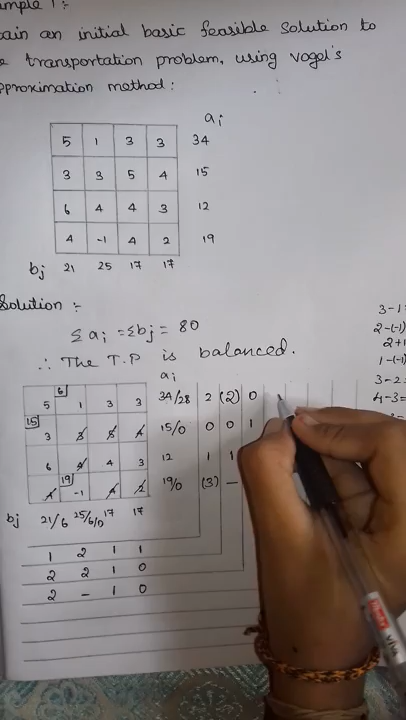 ample 1 :-
tain an initial basic feasible solution to
e transportation problem, using vogel's
pproximation method :
ai
5 1 3 3 34
3 3 5 4 15
6 4 4 3 12
4 -1 4 2 19
bj 21 25 17 17
Solution :-
Σai = Σbj = 80
∴ The T.P is balanced.
ai
6
5 1 3 3 34/28 2 (2) 0
15
3 3 5 4 15/0 0 0 1
6 4 4 3 12 1 1
19
4 -1 4 2 19/0 (3) —
bj 21/6 25/6/0 17 17
1 2 1 1
2 2 1 0
2 - 1 0
3-1
2-(-1)
2+1
1-(-1)
3-2=
4-3=